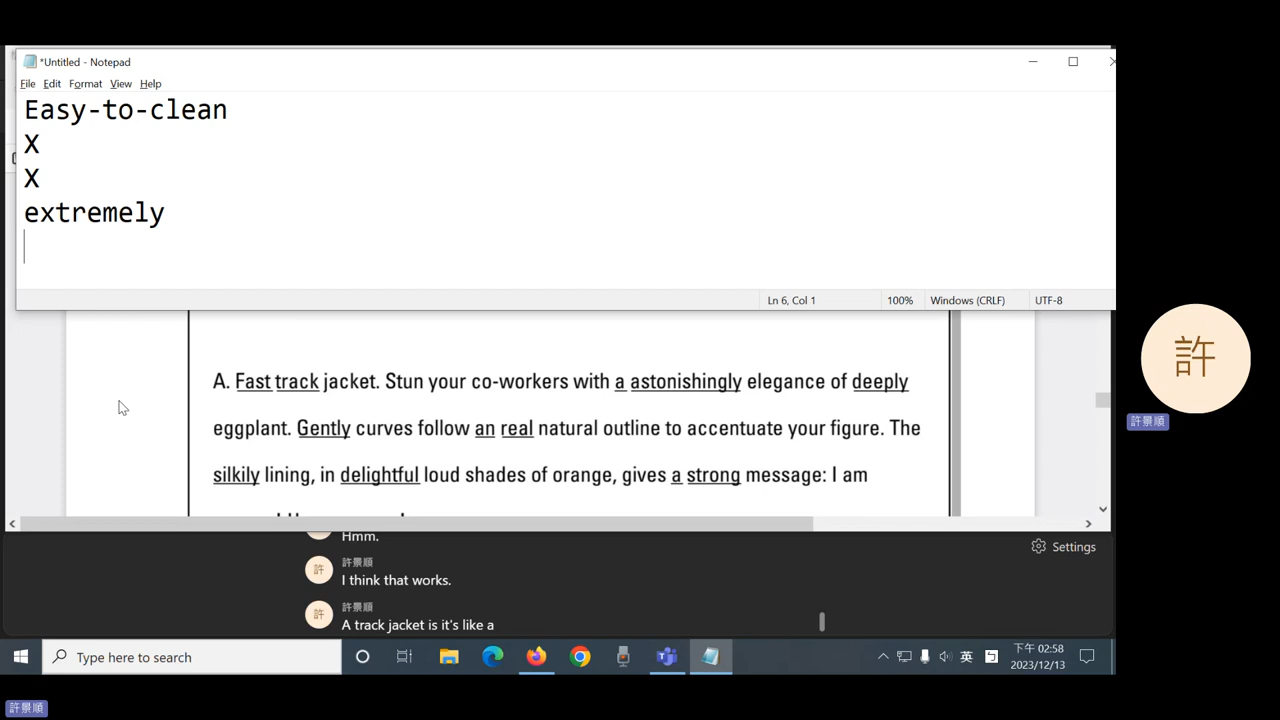 *Untitled - Notepad
File Edit Format View Help
Easy-to-clean
X
X
extremely
Ln 6, Col 1 100% Windows (CRLF) UTF-8
A. Fast track jacket. Stun your co-workers with a astonishingly elegance of deeply
eggplant. Gently curves follow an real natural outline to accentuate your figure. The
silkily lining, in delightful loud shades of orange, gives a strong message: I am
許
許景順
Hmm.
Settings
許景順
許 I think that works.
許景順
許 A track jacket is it's like a
Type here to search
英
下午 02:58
2023/12/13
許景順